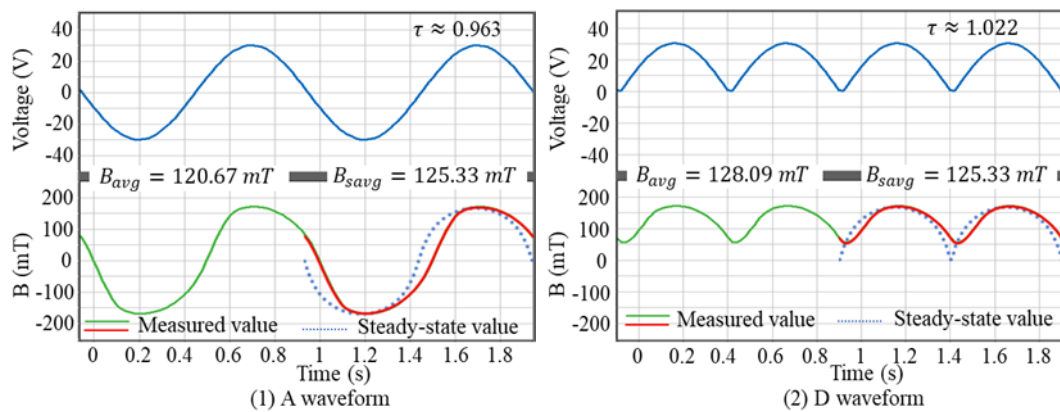 τ ≈ 0.963
40
20
0
-20
-40
Voltage (V)
B_avg = 120.67 mT
B_savg = 125.33 mT
200
100
0
-100
-200
B (mT)
Measured value
Steady-state value
0 0.2 0.4 0.6 0.8 1 1.2 1.4 1.6 1.8
Time (s)
(1) A waveform
τ ≈ 1.022
40
20
0
-20
-40
Voltage (V)
B_avg = 128.09 mT
B_savg = 125.33 mT
200
100
0
-100
-200
B (mT)
Measured value
Steady-state value
0 0.2 0.4 0.6 0.8 1 1.2 1.4 1.6 1.8
Time (s)
(2) D waveform